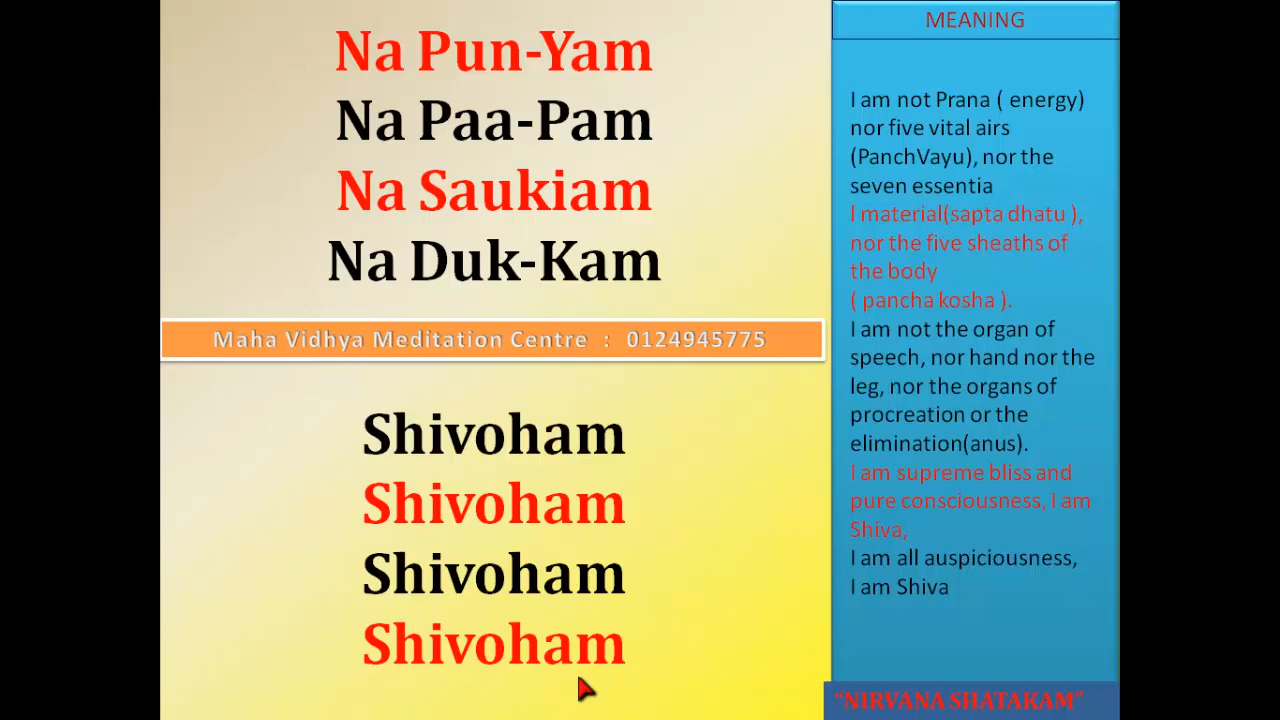 Na Pun-Yam
Na Paa-Pam
Na Saukiam
Na Duk-Kam
Maha Vidhya Meditation Centre : 0124945775
Shivoham
Shivoham
Shivoham
Shivoham
MEANING
I am not Prana ( energy)
nor five vital airs
(PanchVayu), nor the
seven essentia
l material(sapta dhatu ),
nor the five sheaths of
the body
( pancha kosha ).
I am not the organ of
speech, nor hand nor the
leg, nor the organs of
procreation or the
elimination(anus).
I am supreme bliss and
pure consciousness, I am
Shiva,
I am all auspiciousness,
I am Shiva
“NIRVANA SHATAKAM”